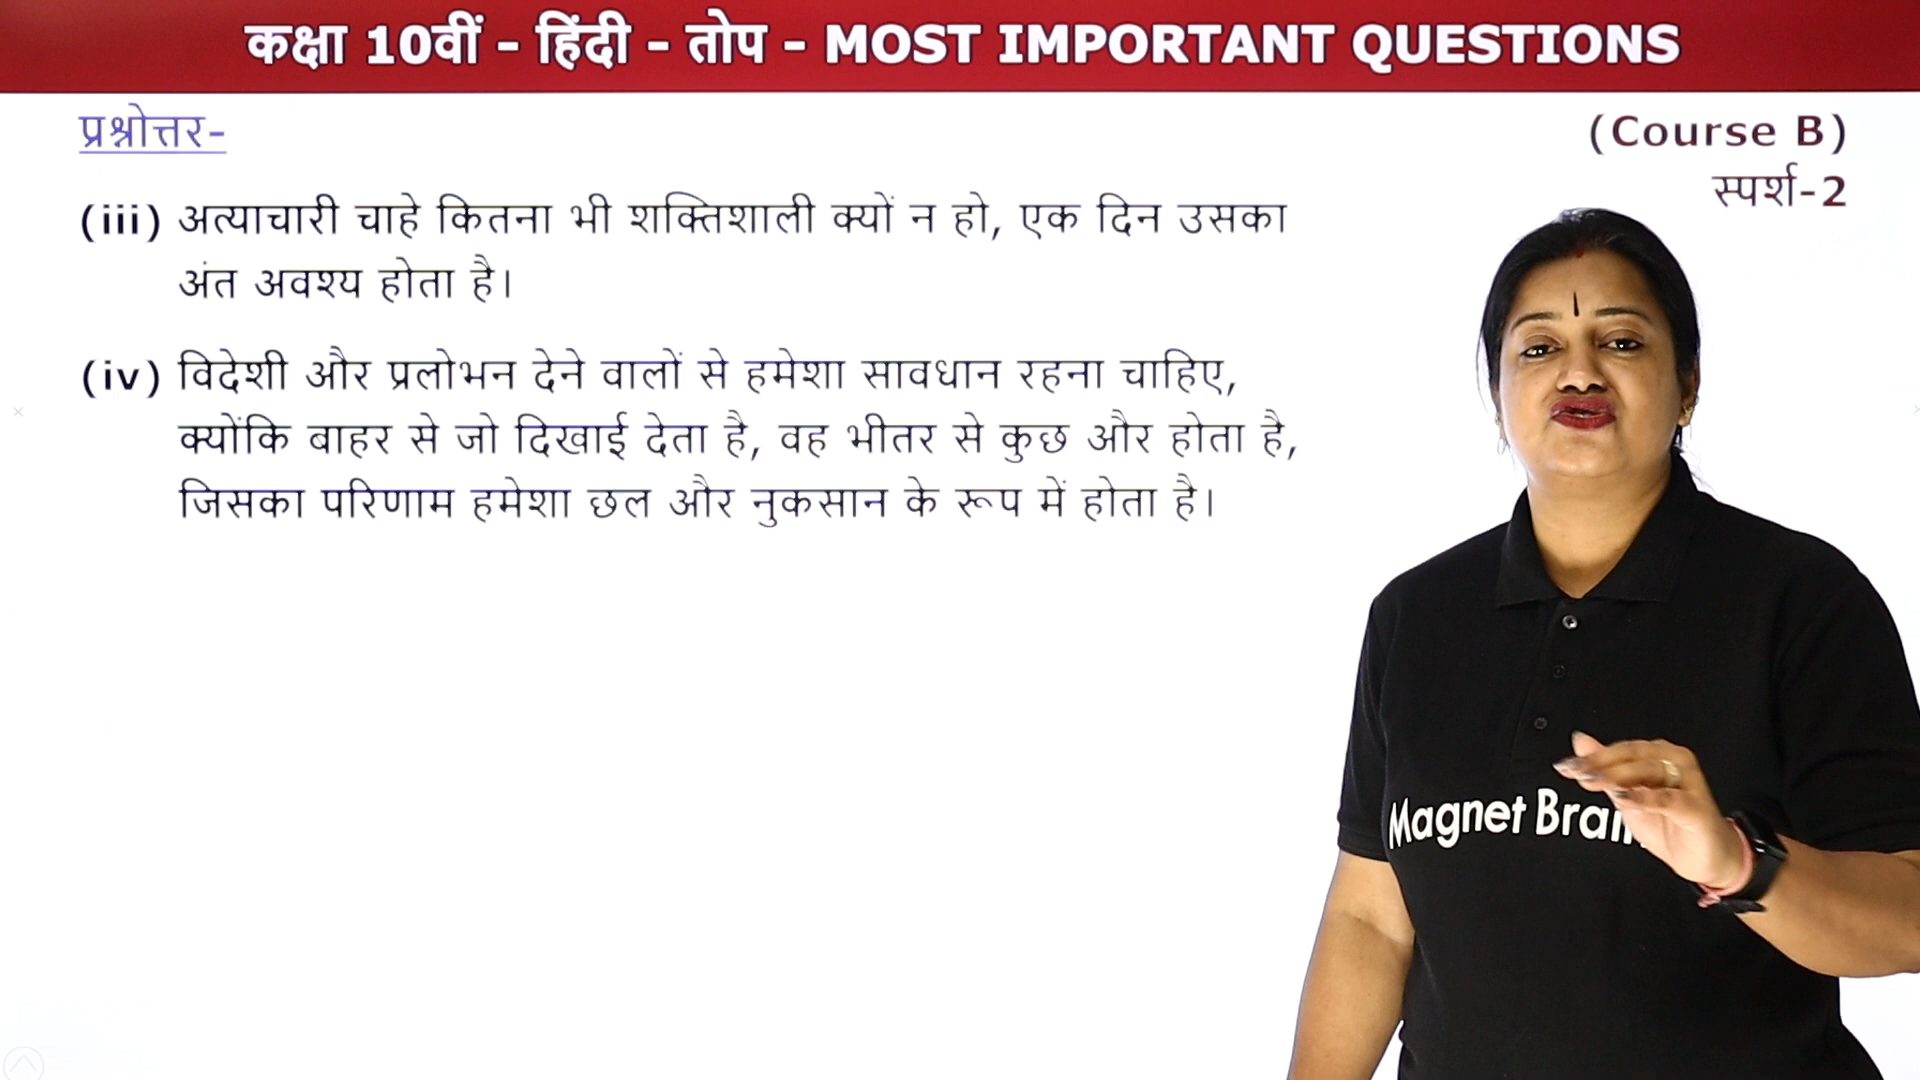 कक्षा 10वीं - हिंदी - तोप - MOST IMPORTANT QUESTIONS
प्रश्नोत्तर-
(Course B)
स्पर्श-2
(iii) अत्याचारी चाहे कितना भी शक्तिशाली क्यों न हो, एक दिन उसका
अंत अवश्य होता है।
(iv) विदेशी और प्रलोभन देने वालों से हमेशा सावधान रहना चाहिए,
क्योंकि बाहर से जो दिखाई देता है, वह भीतर से कुछ और होता है,
जिसका परिणाम हमेशा छल और नुकसान के रूप में होता है।
Magnet